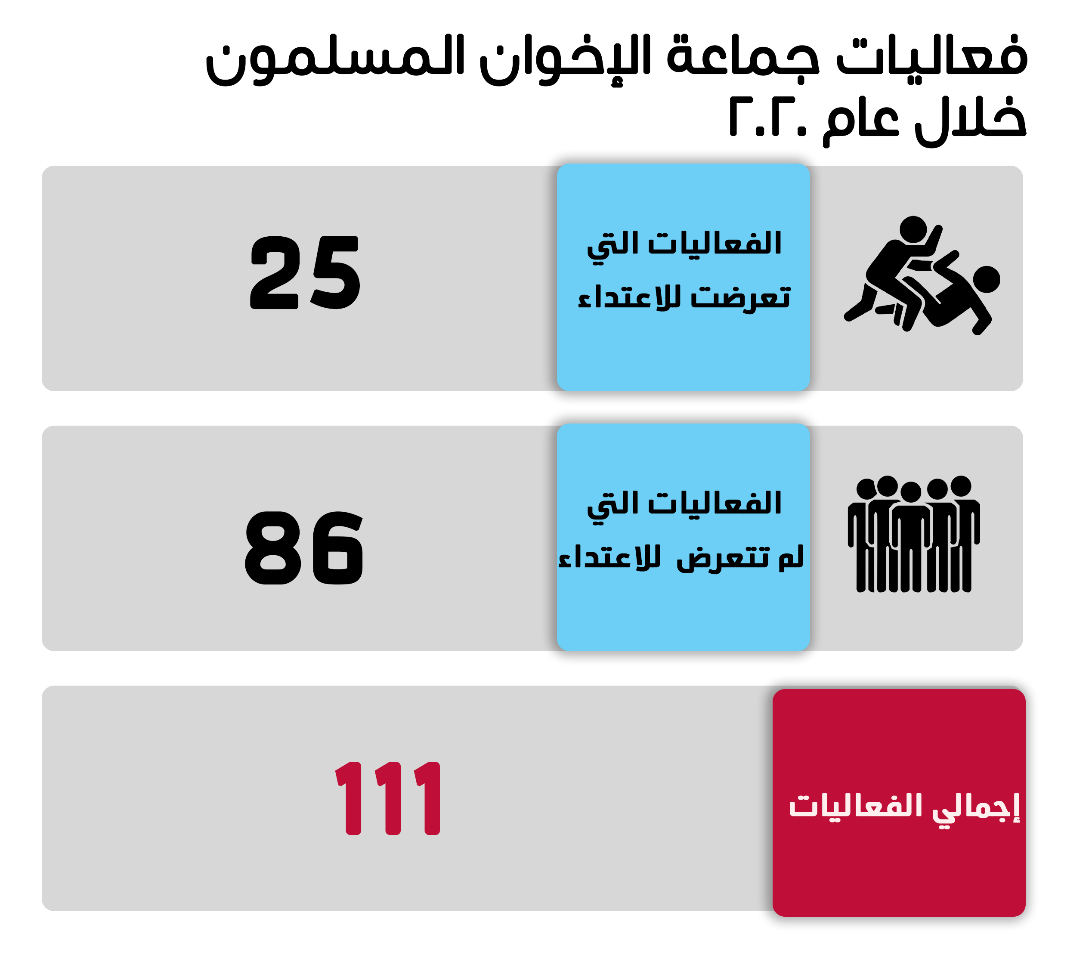 فعاليات جماعة الإخوان المسلمون
خلال عام ٢٠٢٠
الفعاليات التي
تعرضت للاعتداء
25
الفعاليات التي
لم تتعرض للاعتداء
86
إجمالي الفعاليات
111